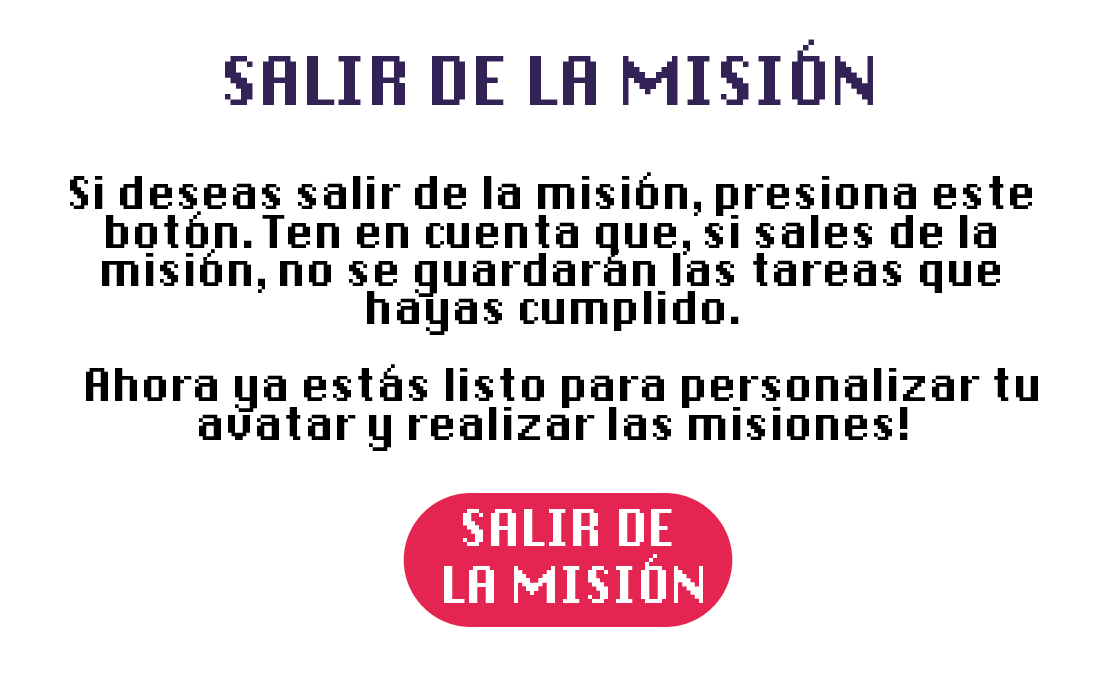 SALIR DE LA MISIÓN
Si deseas salir de la misión, presiona este
botón. Ten en cuenta que, si sales de la
misión, no se guardarán las tareas que
hayas cumplido.
Ahora ya estás listo para personalizar tu
avatar y realizar las misiones!
SALIR DE
LA MISIÓN